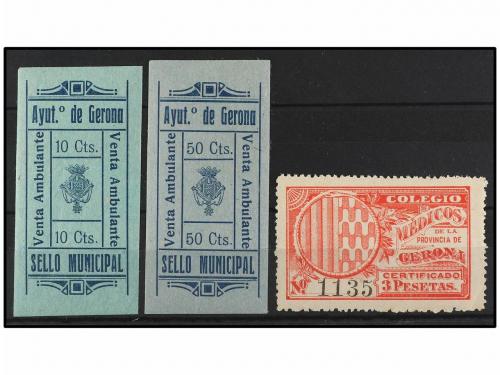 Ayut.º de Gerona
Venta Ambulante
10 Cts.
10 Cts.
Venta Ambulante
SELLO MUNICIPAL
Ayut.º de Gerona
Venta Ambulante
50 Cts.
50 Cts.
Venta Ambulante
SELLO MUNICIPAL
COLEGIO
MÉDICOS
DE LA
PROVINCIA DE
GERONA
CERTIFICADO
3 PESETAS.
Nº 1135